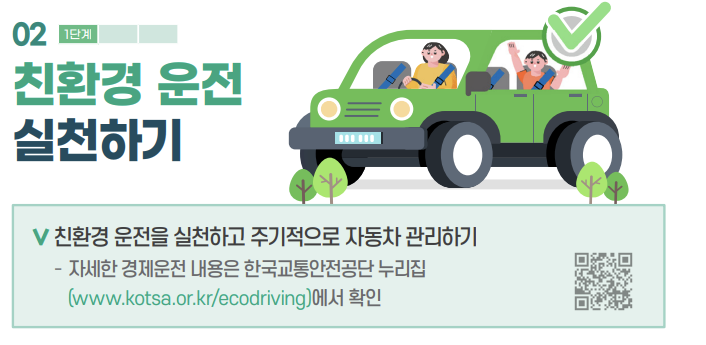 02 1단계
친환경 운전
실천하기
친환경 운전을 실천하고 주기적으로 자동차 관리하기
- 자세한 경제운전 내용은 한국교통안전공단 누리집
(www.kotsa.or.kr/ecodriving)에서 확인